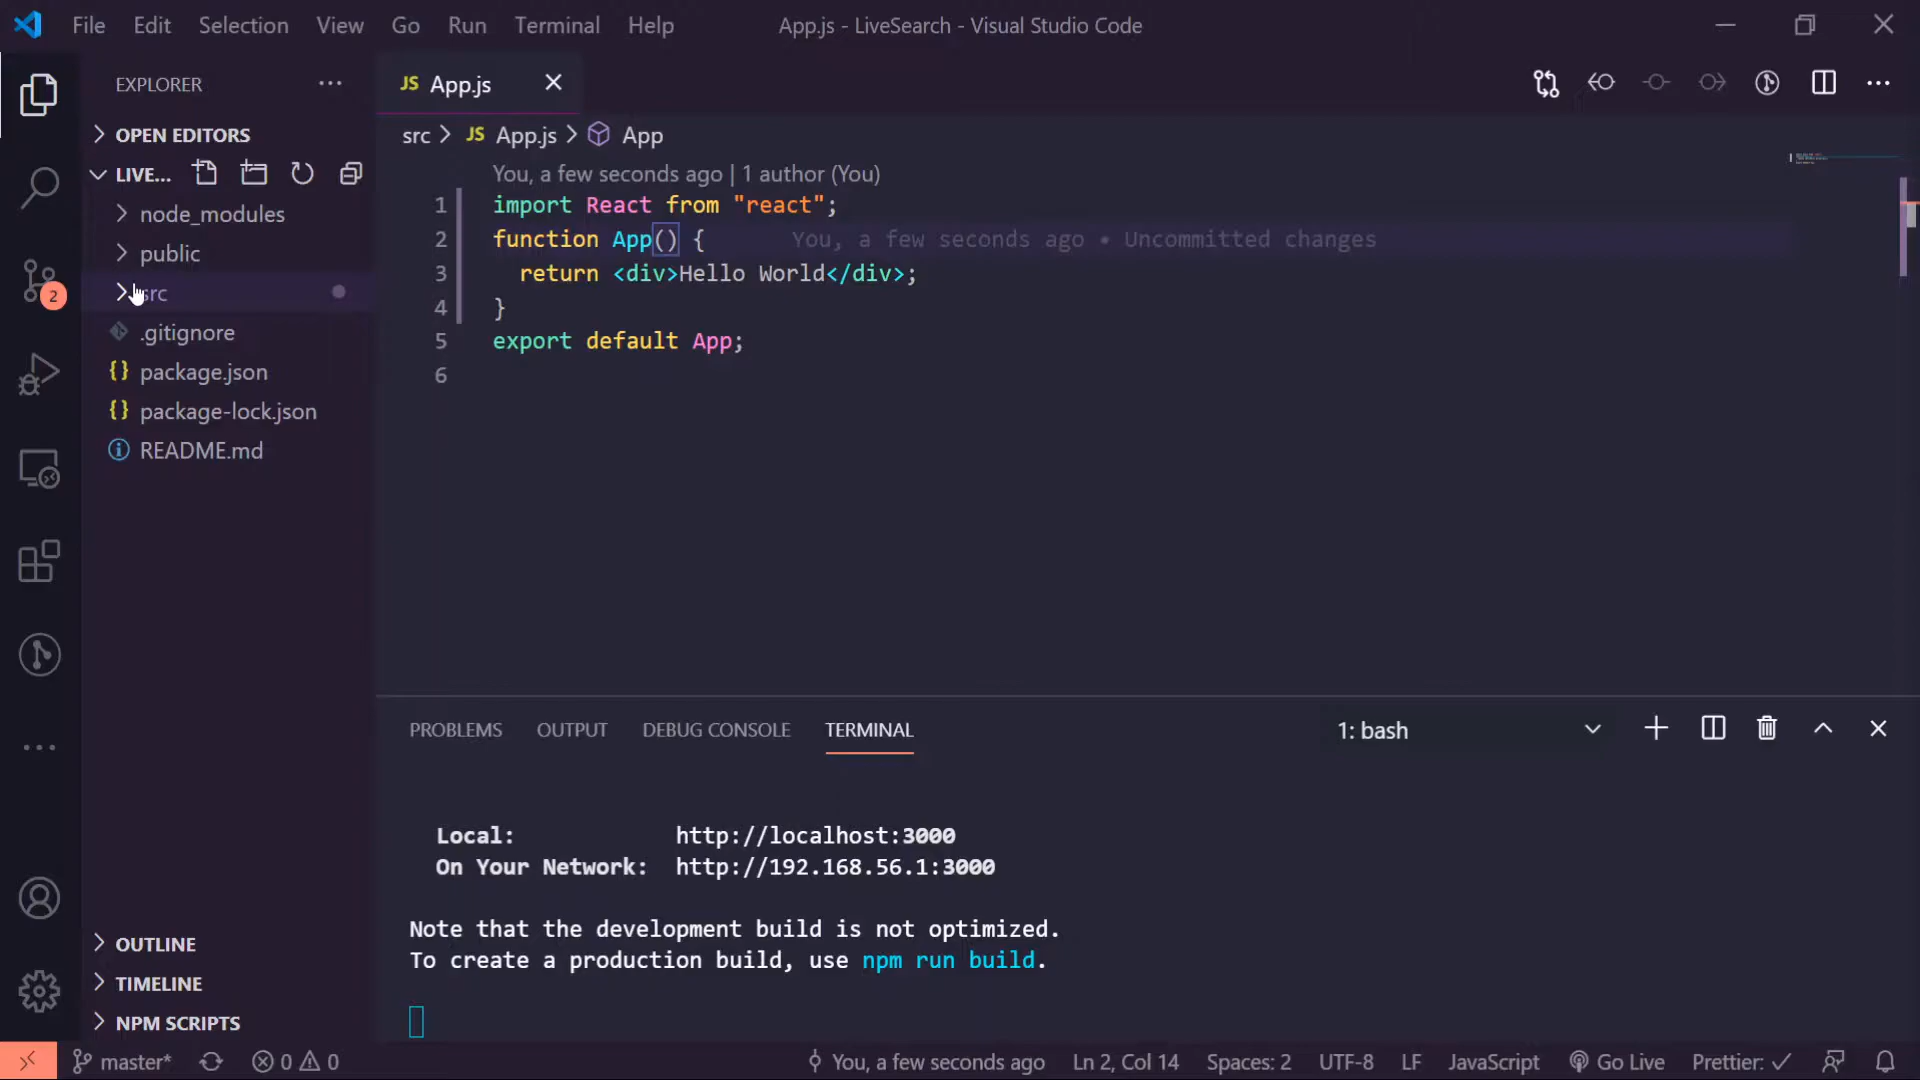 File Edit Selection View Go Run Terminal Help App.js - LiveSearch - Visual Studio Code
EXPLORER
JS App.js
OPEN EDITORS
src > JS App.js > App
LIVE...
You, a few seconds ago | 1 author (You)
node_modules
public
src
.gitignore
package.json
package-lock.json
README.md
2
1 import React from "react";
2 function App() { You, a few seconds ago • Uncommitted changes
3 return <div>Hello World</div>;
4 }
5 export default App;
6
PROBLEMS OUTPUT DEBUG CONSOLE TERMINAL 1: bash
Local: http://localhost:3000
On Your Network: http://192.168.56.1:3000
Note that the development build is not optimized.
To create a production build, use npm run build.
OUTLINE
TIMELINE
NPM SCRIPTS
master* 0 0 You, a few seconds ago Ln 2, Col 14 Spaces: 2 UTF-8 LF JavaScript Go Live Prettier: ✓